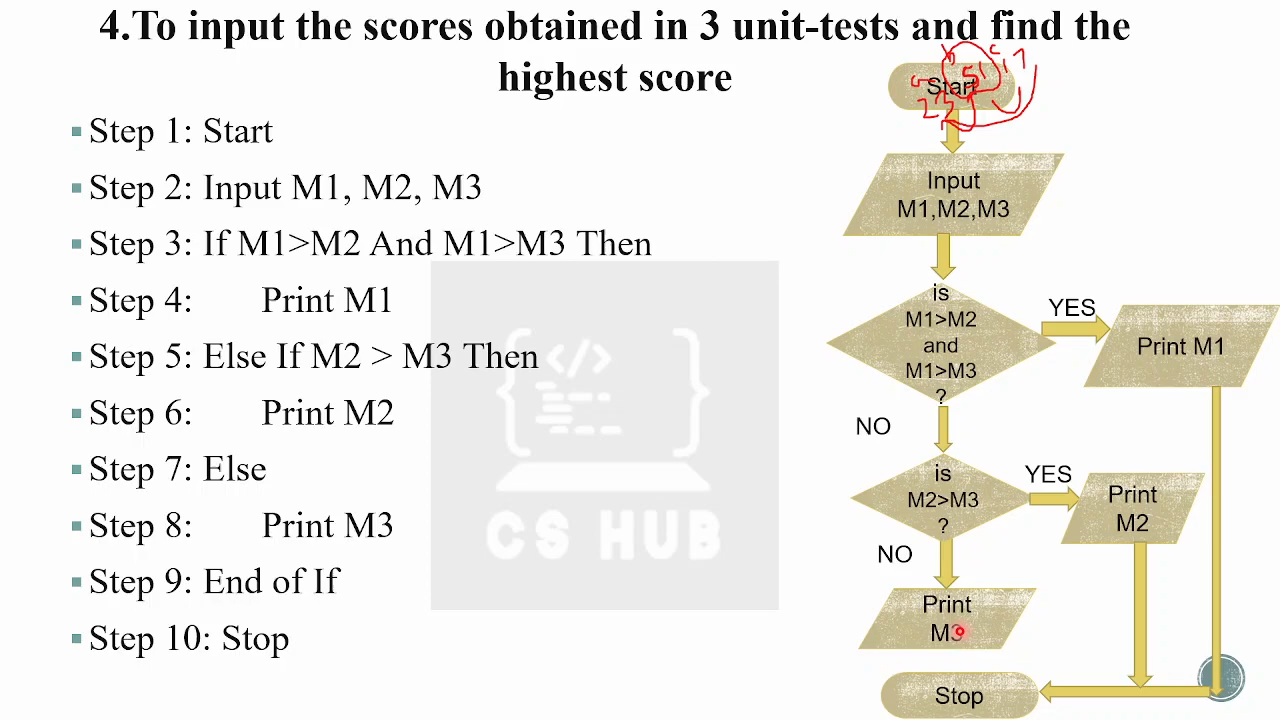 4.To input the scores obtained in 3 unit-tests and find the
highest score
Step 1: Start
Step 2: Input M1, M2, M3
Step 3: If M1>M2 And M1>M3 Then
Step 4: Print M1
Step 5: Else If M2 > M3 Then
Step 6: Print M2
Step 7: Else
Step 8: Print M3
Step 9: End of If
Step 10: Stop
CS HUB
Start
Input
M1,M2,M3
is
M1>M2
and
M1>M3
?
YES
Print M1
NO
is
M2>M3
?
YES
Print
M2
NO
Print
M3
Stop